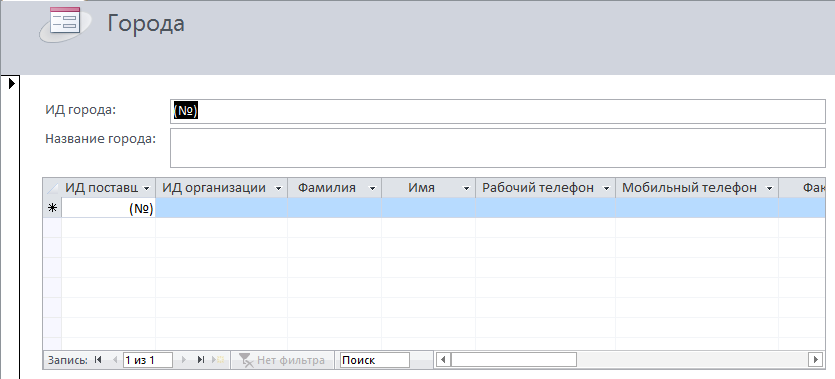 Города
ИД города: (№)
Название города:
ИД поставщ ИД организации Фамилия Имя Рабочий телефон Мобильный телефон Фак
(№)
Запись: 1 из 1 Нет фильтра Поиск